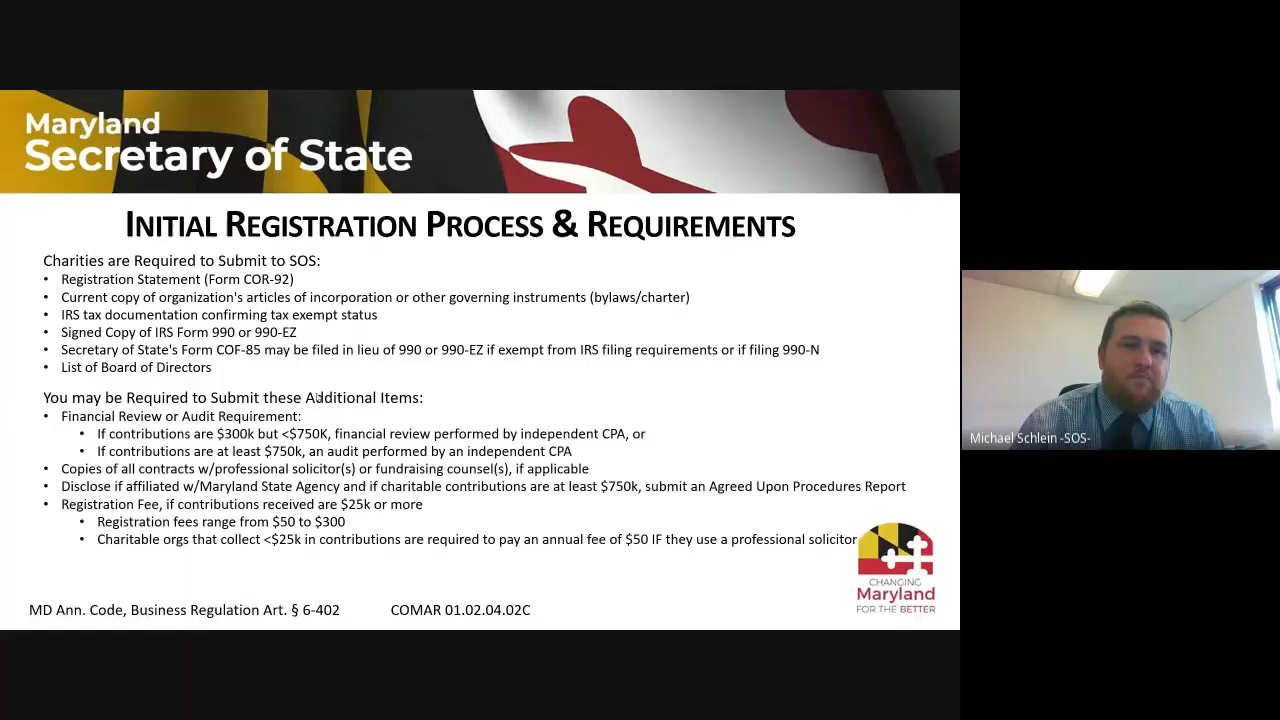 Maryland
Secretary of State
INITIAL REGISTRATION PROCESS & REQUIREMENTS
Charities are Required to Submit to SOS:
• Registration Statement (Form COR-92)
• Current copy of organization's articles of incorporation or other governing instruments (bylaws/charter)
• IRS tax documentation confirming tax exempt status
• Signed Copy of IRS Form 990 or 990-EZ
• Secretary of State's Form COF-85 may be filed in lieu of 990 or 990-EZ if exempt from IRS filing requirements or if filing 990-N
• List of Board of Directors
You may be Required to Submit these Additional Items:
• Financial Review or Audit Requirement:
• If contributions are $300k but <$750K, financial review performed by independent CPA, or
• If contributions are at least $750k, an audit performed by an independent CPA
• Copies of all contracts w/professional solicitor(s) or fundraising counsel(s), if applicable
• Disclose if affiliated w/Maryland State Agency and if charitable contributions are at least $750k, submit an Agreed Upon Procedures Report
• Registration Fee, if contributions received are $25k or more
• Registration fees range from $50 to $300
• Charitable orgs that collect <$25k in contributions are required to pay an annual fee of $50 IF they use a professional solicitor
MD Ann. Code, Business Regulation Art. § 6-402 COMAR 01.02.04.02C
CHANGING
Maryland
FOR THE BETTER
Michael Schlein -SOS-